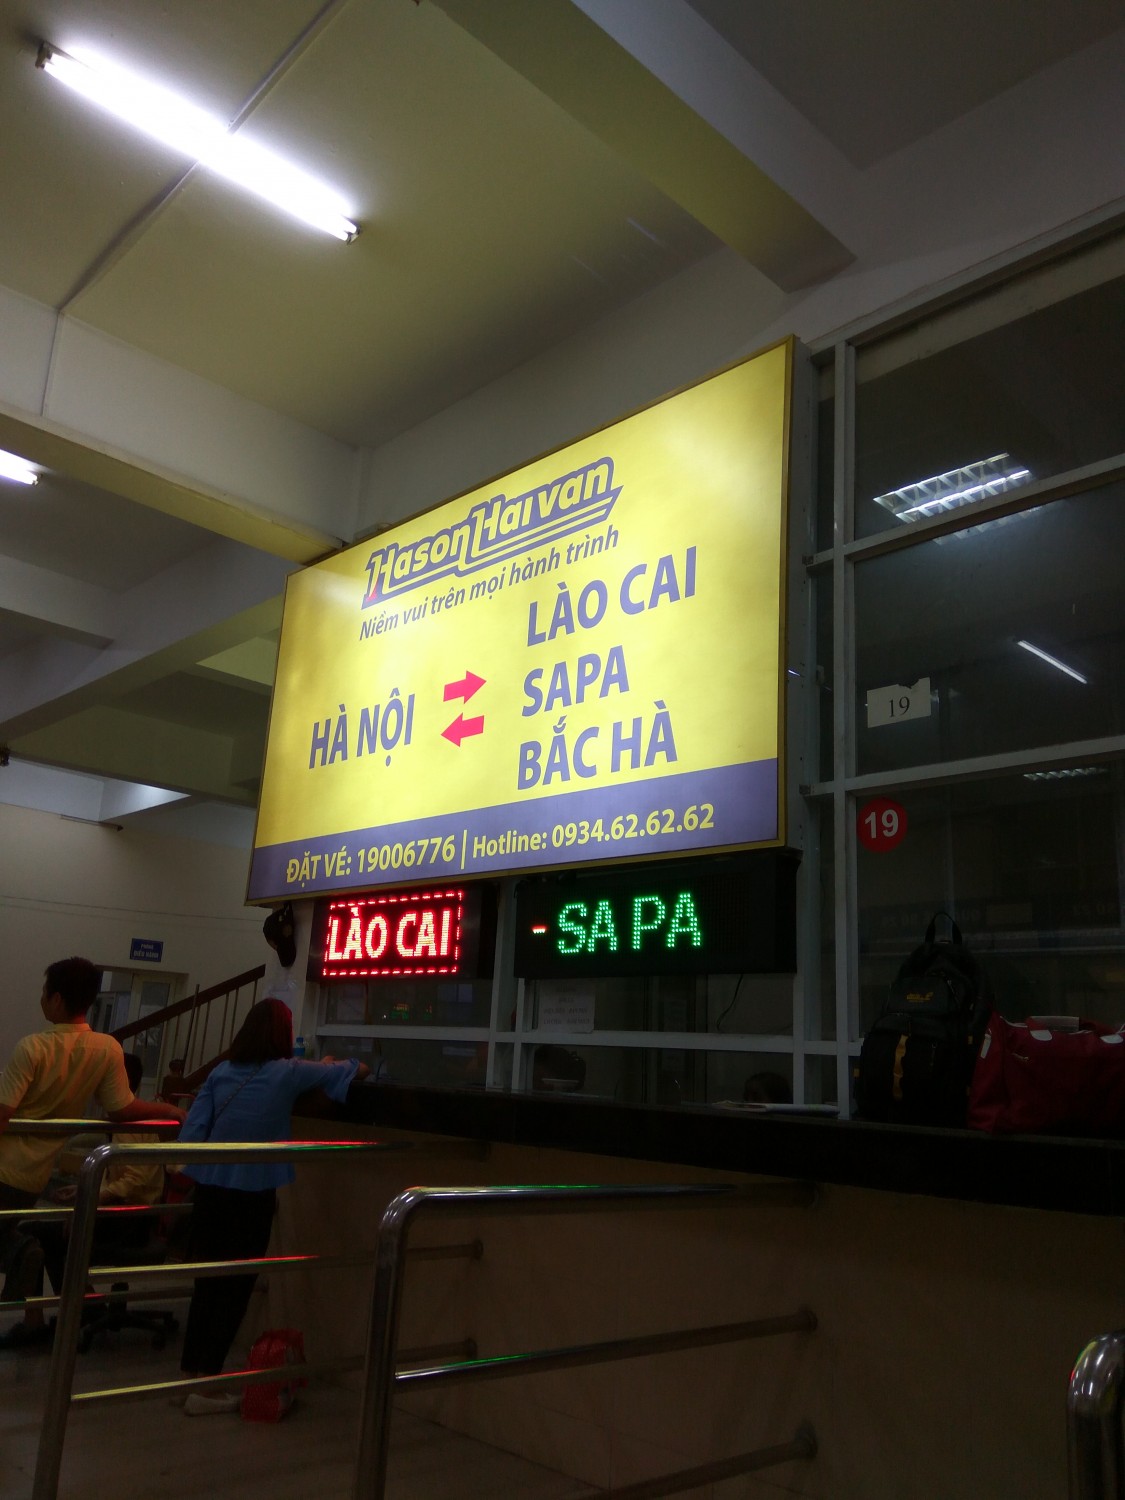 Hason Haivan
Niềm vui trên mọi hành trình
HÀ NỘI
LÀO CAI
SAPA
BẮC HÀ
ĐẶT VÉ: 19006776 | Hotline: 0934.62.62.62
LÀO CAI
- SA PA
19
19
PHÒNG